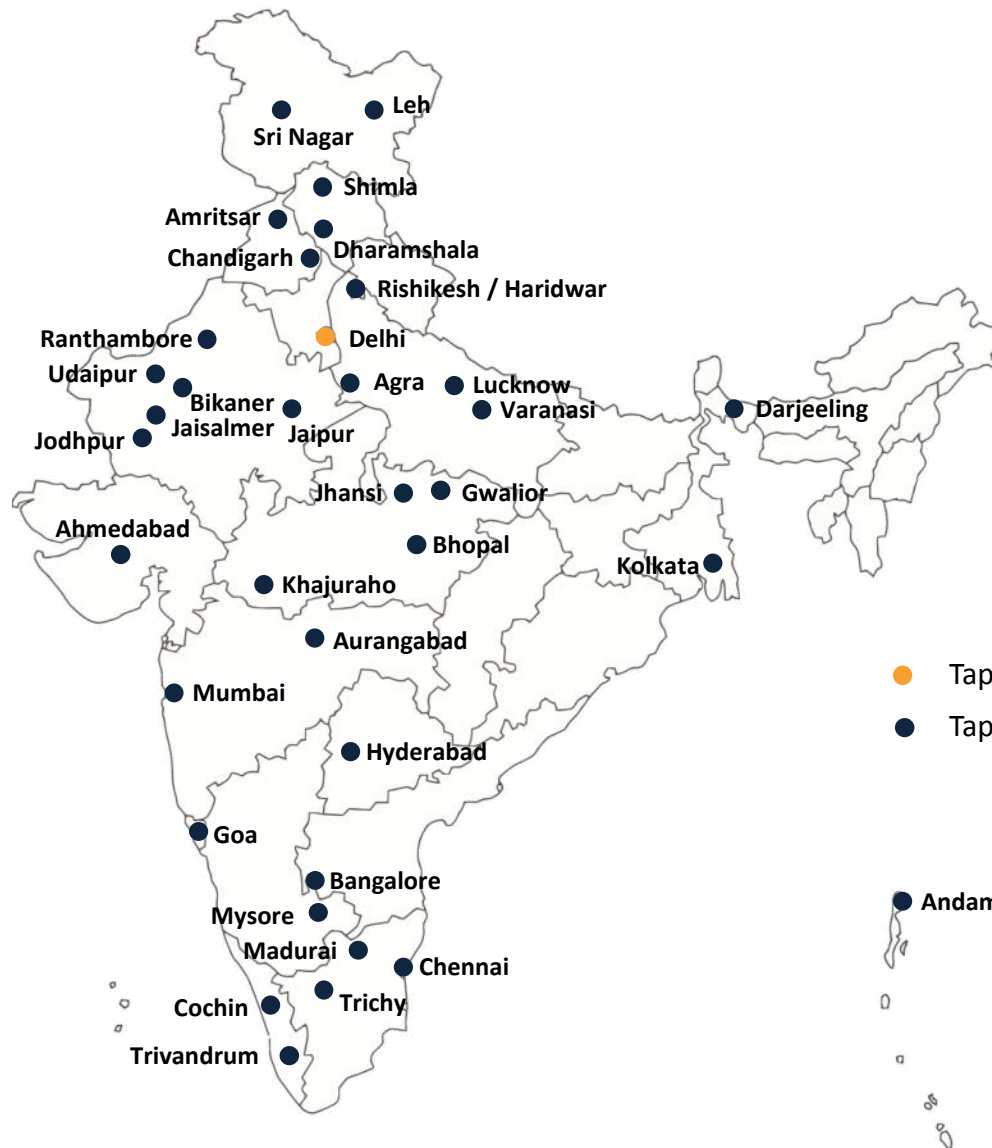 Leh
Sri Nagar
Shimla
Amritsar
Dharamshala
Chandigarh
Rishikesh / Haridwar
Ranthambore
Delhi
Udaipur
Agra
Lucknow
Bikaner
Varanasi
Darjeeling
Jaisalmer
Jaipur
Jodhpur
Jhansi
Gwalior
Ahmedabad
Bhopal
Kolkata
Khajuraho
Aurangabad
Tap
Mumbai
Tap
Hyderabad
Goa
Bangalore
Andam
Mysore
Madurai
Chennai
Trichy
Cochin
Trivandrum